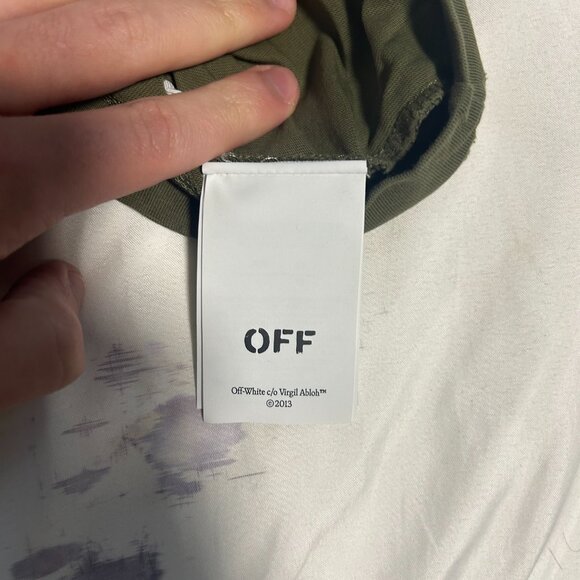 OFF
Off-White c/o Virgil Abloh™
© 2013